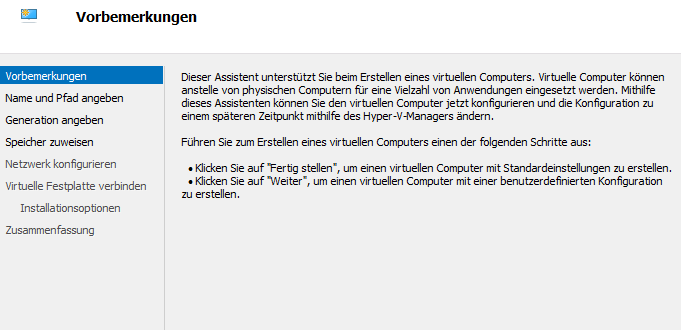 Vorbemerkungen
Vorbemerkungen
Name und Pfad angeben
Generation angeben
Speicher zuweisen
Netzwerk konfigurieren
Virtuelle Festplatte verbinden
Installationsoptionen
Zusammenfassung
Dieser Assistent unterstützt Sie beim Erstellen eines virtuellen Computers. Virtuelle Computer können
anstelle von physischen Computern für eine Vielzahl von Anwendungen eingesetzt werden. Mithilfe
dieses Assistenten können Sie den virtuellen Computer jetzt konfigurieren und die Konfiguration zu
einem späteren Zeitpunkt mithilfe des Hyper-V-Managers ändern.
Führen Sie zum Erstellen eines virtuellen Computers einen der folgenden Schritte aus:
• Klicken Sie auf "Fertig stellen", um einen virtuellen Computer mit Standardeinstellungen zu erstellen.
• Klicken Sie auf "Weiter", um einen virtuellen Computer mit einer benutzerdefinierten Konfiguration
zu erstellen.